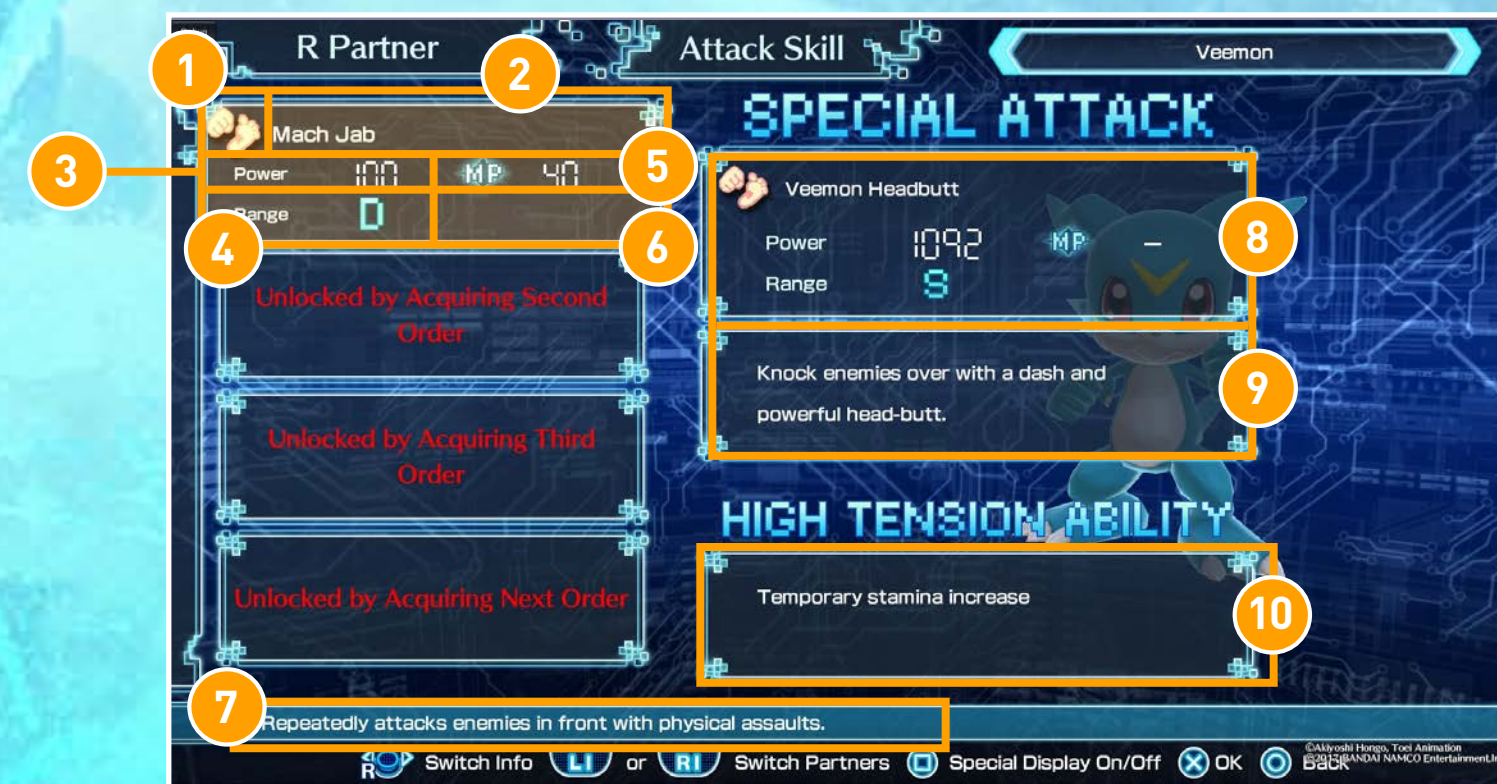 R Partner
Attack Skill
Veemon
1
2
3
4
5
6
7
8
9
10
Mach Jab
Power 100 MP 40
Range D
Unlocked by Acquiring Second
Order
Unlocked by Acquiring Third
Order
Unlocked by Acquiring Next Order
SPECIAL ATTACK
Veemon Headbutt
Power 1092 MP –
Range S
Knock enemies over with a dash and
powerful head-butt.
HIGH TENSION ABILITY
Temporary stamina increase
Repeatedly attacks enemies in front with physical assaults.
R Switch Info L1 or R1 Switch Partners Special Display On/Off OK Back
©Akiyoshi Hongo, Toei Animation
©2017 BANDAI NAMCO Entertainment